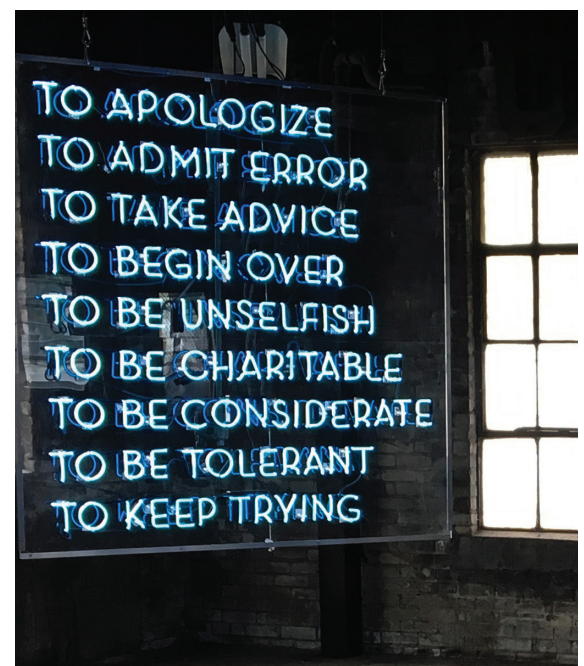 TO APOLOGIZE
TO ADMIT ERROR
TO TAKE ADVICE
TO BEGIN OVER
TO BE UNSELFISH
TO BE CHARITABLE
TO BE CONSIDERATE
TO BE TOLERANT
TO KEEP TRYING